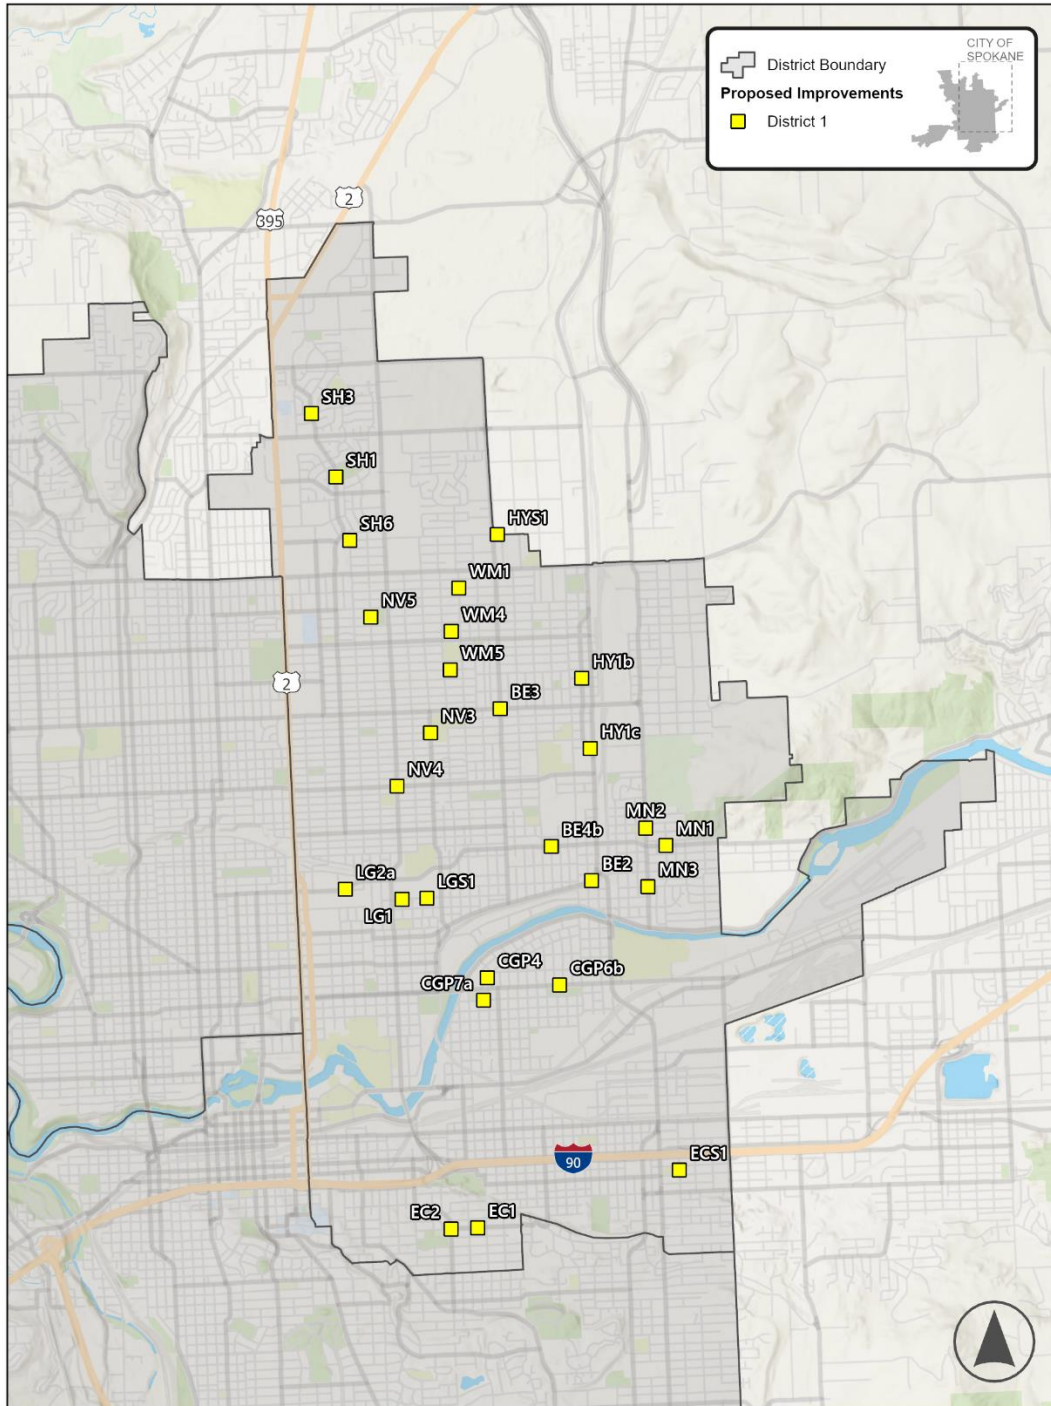 CITY OF
SPOKANE
District Boundary
Proposed Improvements
District 1
2
395
SH3
SH1
SH6
HYS1
WM1
NV5
WM4
WM5
HY1b
2
BE3
NV3
HY1c
NV4
MN2
BE4b
MN1
BE2
MN3
LG2a
LGS1
LG1
CGP4
CGP6b
CGP7a
90
ECS1
EC2
EC1